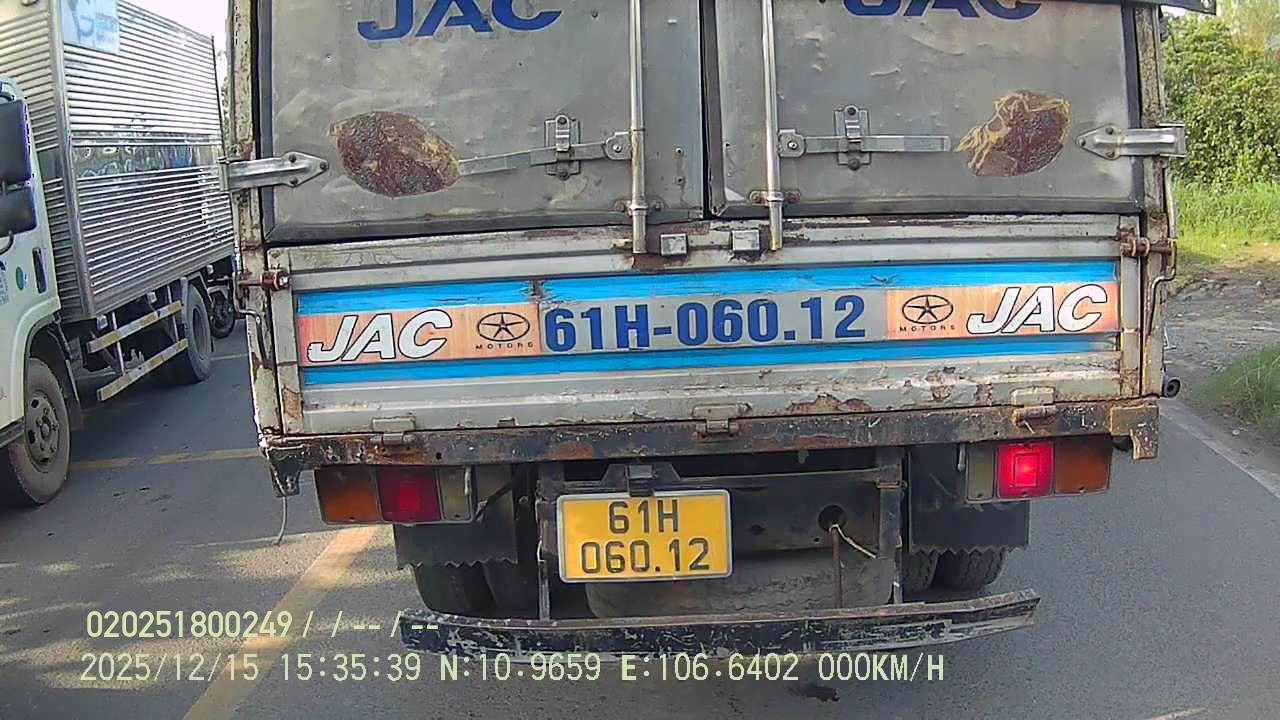 JAC
JAC
JAC MOTORS 61H-060.12 MOTORS JAC
61H
060.12
020251800249 / / -- / --
2025/12/15 15:35:39 N:10.9659 E:106.6402 000KM/H